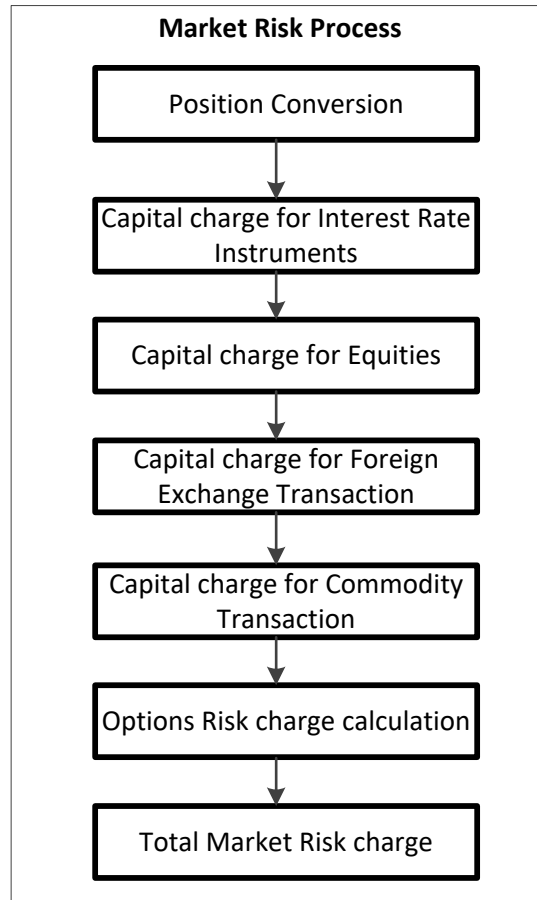 Market Risk Process
Position Conversion
Capital charge for Interest Rate
Instruments
Capital charge for Equities
Capital charge for Foreign
Exchange Transaction
Capital charge for Commodity
Transaction
Options Risk charge calculation
Total Market Risk charge